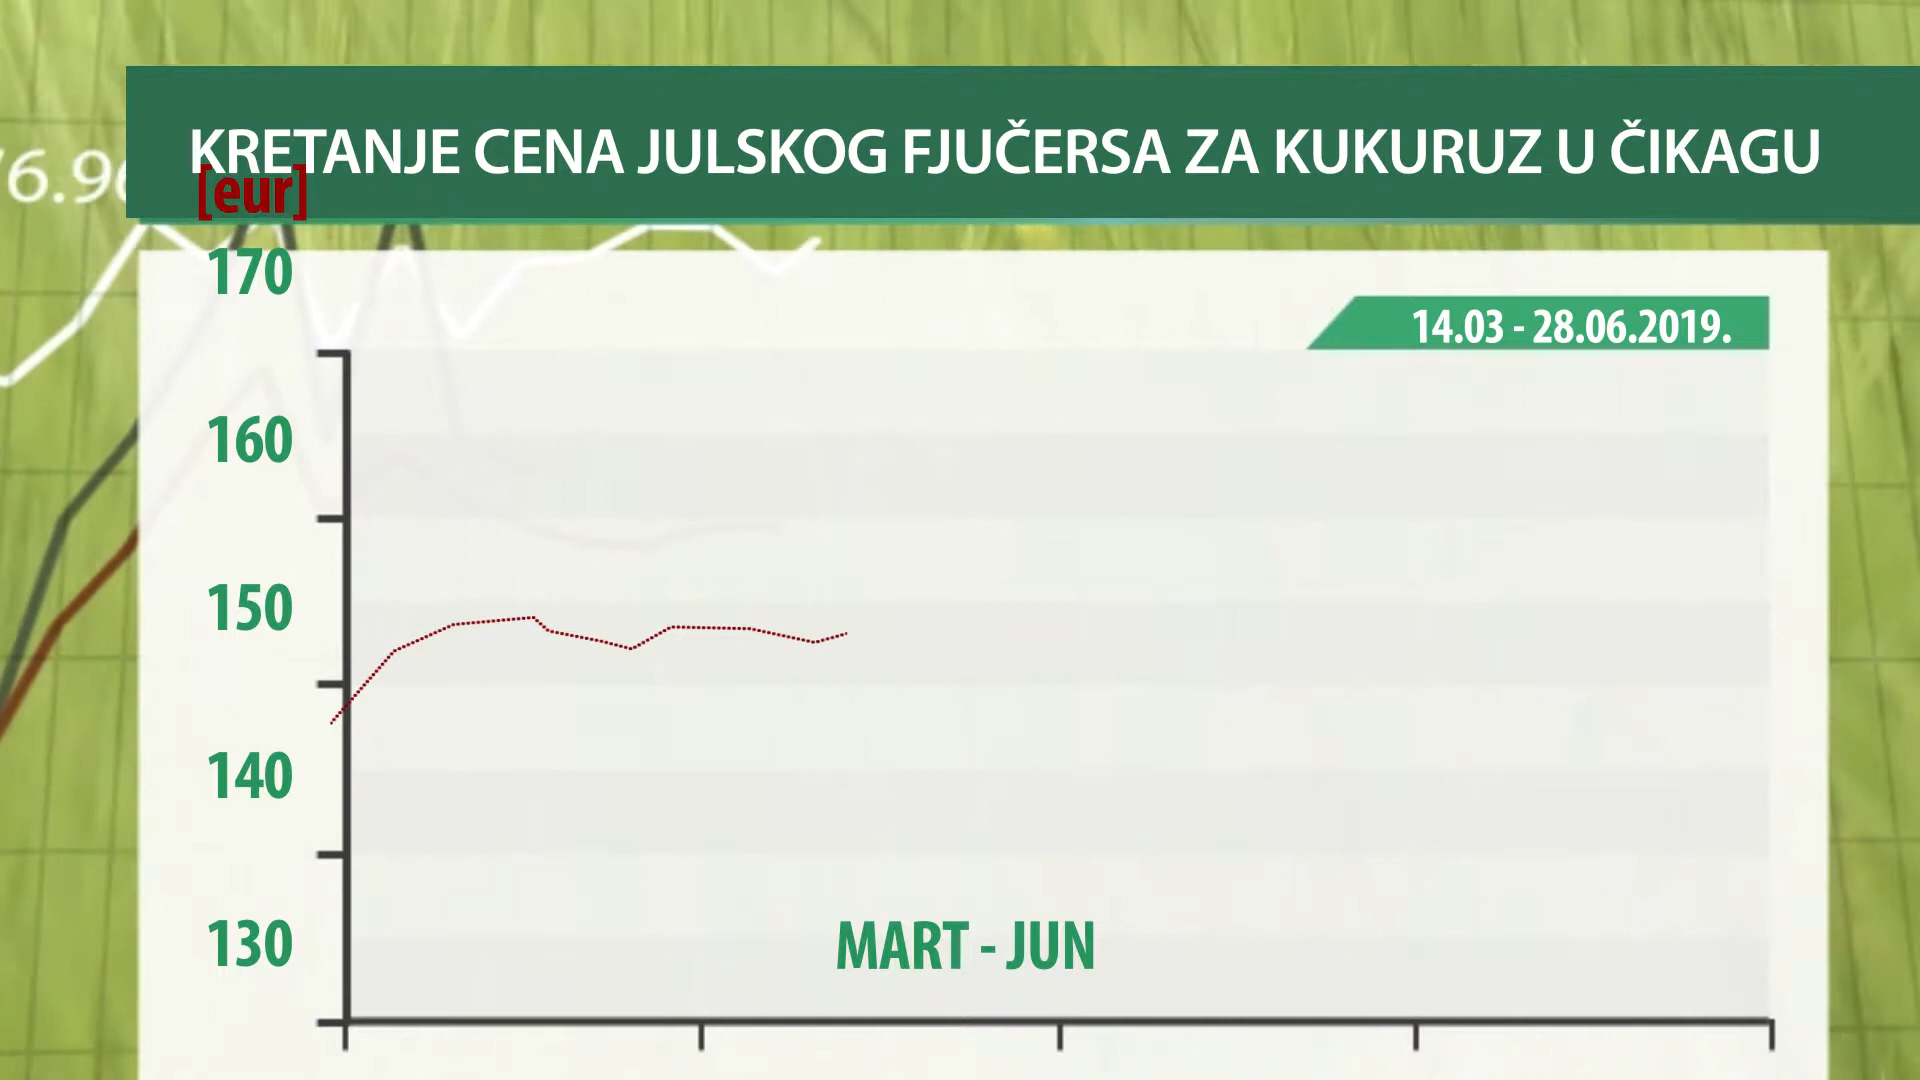 KRETANJE CENA JULSKOG FJUČERSA ZA KUKURUZ U ČIKAGU
[eur]
170
14.03 - 28.06.2019.
160
150
140
130
MART - JUN